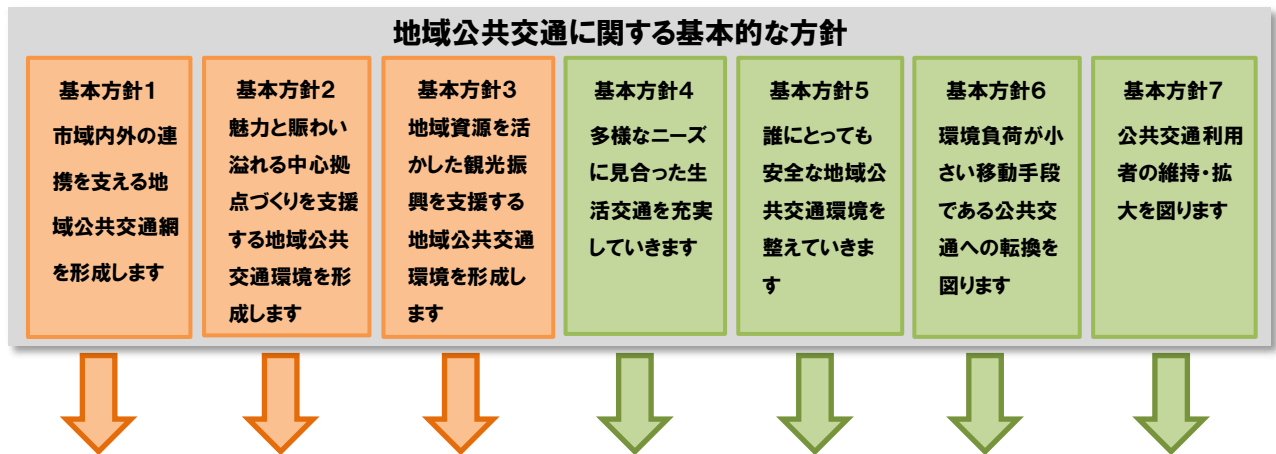 地域公共交通に関する基本的な方針
基本方針1
市域内外の連
携を支える地
域公共交通網
を形成します
基本方針2
魅力と賑わい
溢れる中心拠
点づくりを支援
する地域公共
交通環境を形
成します
基本方針3
地域資源を活
かした観光振
興を支援する
地域公共交通
環境を形成し
ます
基本方針4
多様なニーズ
に見合った生
活交通を充実
していきます
基本方針5
誰にとっても
安全な地域公
共交通環境を
整えていきま
す
基本方針6
環境負荷が小
さい移動手段
である公共交
通への転換を
図ります
基本方針7
公共交通利用
者の維持・拡
大を図ります